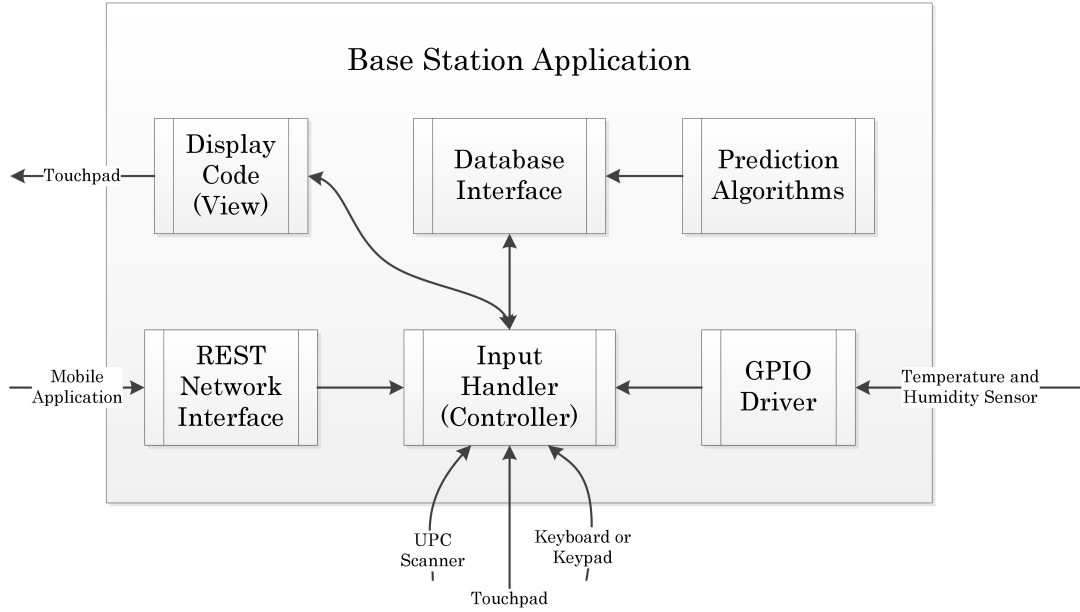 Base Station Application
Display
Code
(View)
Database
Interface
Prediction
Algorithms
Touchpad
REST
Network
Interface
Input
Handler
(Controller)
GPIO
Driver
Mobile
Application
Temperature and
Humidity Sensor
UPC
Scanner
Keyboard or
Keypad
Touchpad